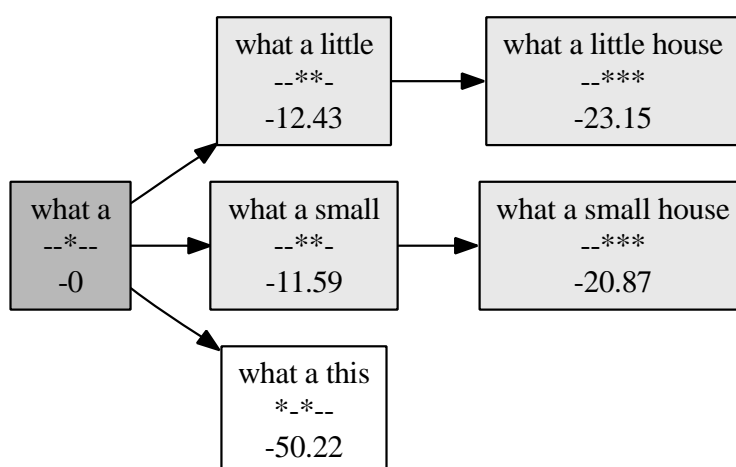 what a little
--**-
-12.43
what a little house
--***
-23.15
what a
--*--
-0
what a small
--**-
-11.59
what a small house
--***
-20.87
what a this
*-*--
-50.22